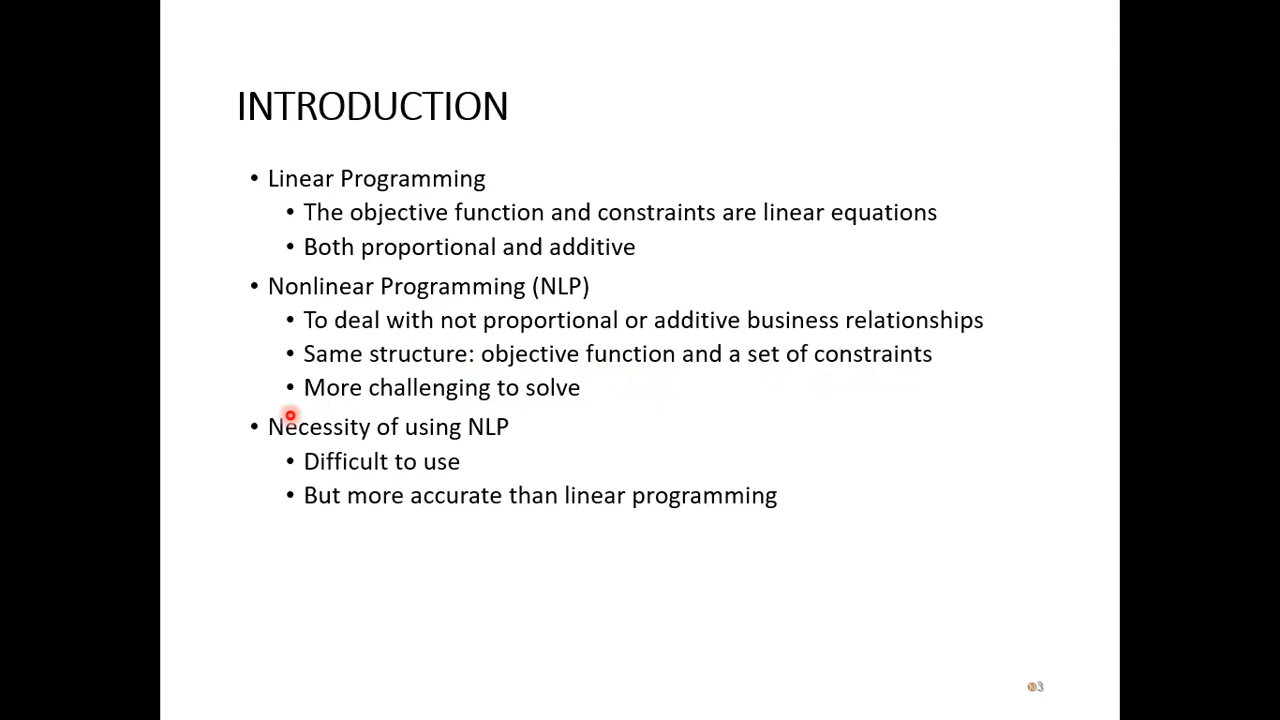 INTRODUCTION
• Linear Programming
• The objective function and constraints are linear equations
• Both proportional and additive
• Nonlinear Programming (NLP)
• To deal with not proportional or additive business relationships
• Same structure: objective function and a set of constraints
• More challenging to solve
• Necessity of using NLP
• Difficult to use
• But more accurate than linear programming
3